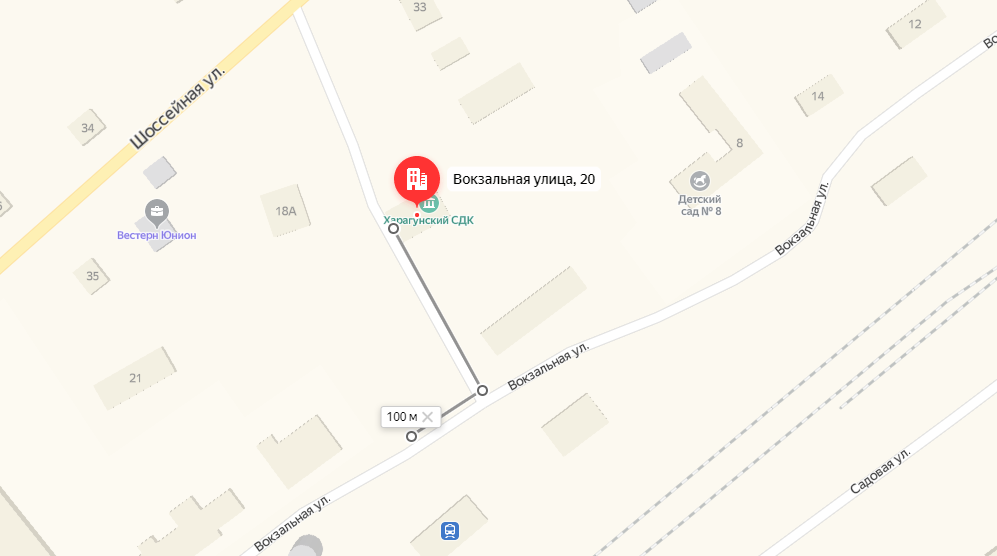 33
12
Вс
Шоссейная ул.
14
34
8
Вокзальная улица, 20
Детский
сад № 8
18А
Харагунский СДК
Вестерн Юнион
Вокзальная ул.
35
Вокзальная ул.
21
100 м
Садовая ул.
Вокзальная ул.